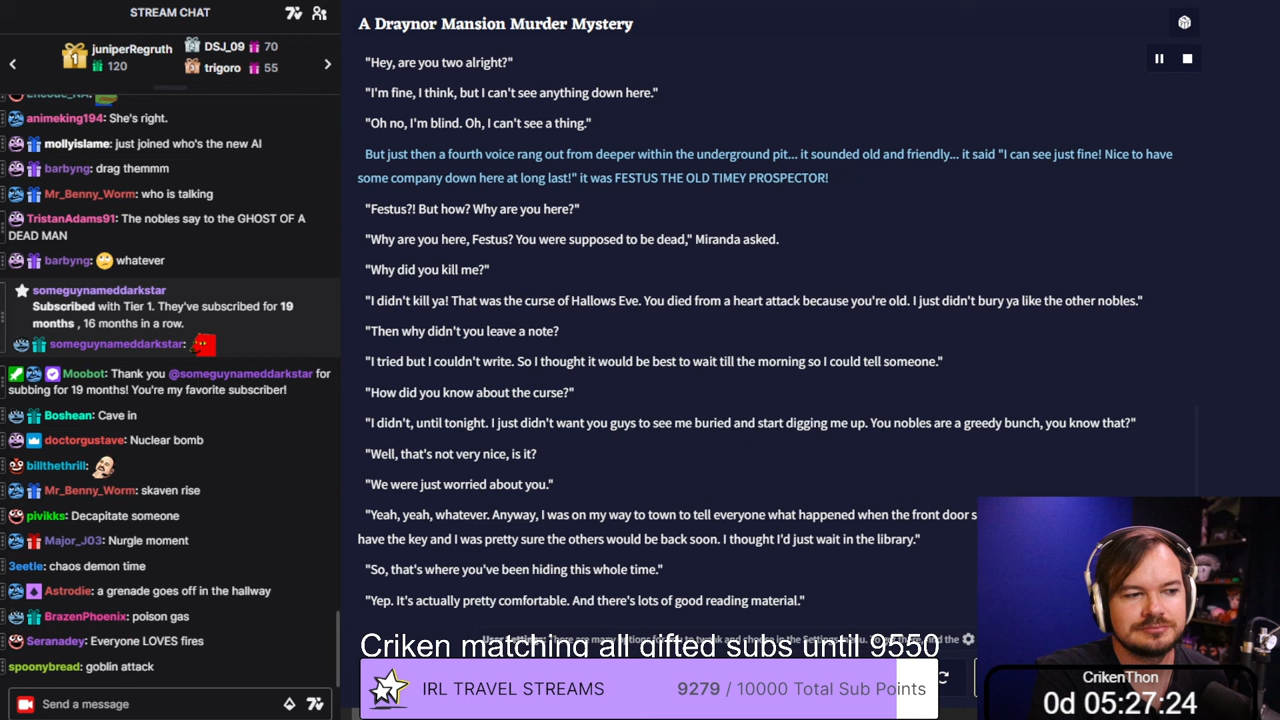 STREAM CHAT
juniperRegruth
120
DSJ_09 70
trigoro 55
Encode_NA:
animeking194: She's right.
mollyislame: just joined who's the new AI
barbyng: drag themmm
Mr_Benny_Worm: who is talking
TristanAdams91: The nobles say to the GHOST OF A
DEAD MAN
barbyng: whatever
someguynameddarkstar
Subscribed with Tier 1. They've subscribed for 19
months , 16 months in a row.
someguynameddarkstar:
Moobot: Thank you @someguynameddarkstar for
subbing for 19 months! You're my favorite subscriber!
Boshean: Cave in
doctorgustave: Nuclear bomb
billthethrill:
Mr_Benny_Worm: skaven rise
pivikks: Decapitate someone
Major_J03: Nurgle moment
3eetle: chaos demon time
Astrodie: a grenade goes off in the hallway
BrazenPhoenix: poison gas
Seranadey: Everyone LOVES fires
spoonybread: goblin attack
Send a message
A Draynor Mansion Murder Mystery
"Hey, are you two alright?"
"I'm fine, I think, but I can't see anything down here."
"Oh no, I'm blind. Oh, I can't see a thing."
But just then a fourth voice rang out from deeper within the underground pit... it sounded old and friendly... it said "I can see just fine! Nice to have
some company down here at long last!" it was FESTUS THE OLD TIMEY PROSPECTOR!
"Festus?! But how? Why are you here?"
"Why are you here, Festus? You were supposed to be dead," Miranda asked.
"Why did you kill me?"
"I didn't kill ya! That was the curse of Hallows Eve. You died from a heart attack because you're old. I just didn't bury ya like the other nobles."
"Then why didn't you leave a note?
"I tried but I couldn't write. So I thought it would be best to wait till the morning so I could tell someone."
"How did you know about the curse?"
"I didn't, until tonight. I just didn't want you guys to see me buried and start digging me up. You nobles are a greedy bunch, you know that?"
"Well, that's not very nice, is it?
"We were just worried about you."
"Yeah, yeah, whatever. Anyway, I was on my way to town to tell everyone what happened when the front door s
have the key and I was pretty sure the others would be back soon. I thought I'd just wait in the library."
"So, that's where you've been hiding this whole time."
"Yep. It's actually pretty comfortable. And there's lots of good reading material."
Criken matching all gifted subs until 9550
IRL TRAVEL STREAMS 9279 / 10000 Total Sub Points
CrikenThon
0d 05:27:24